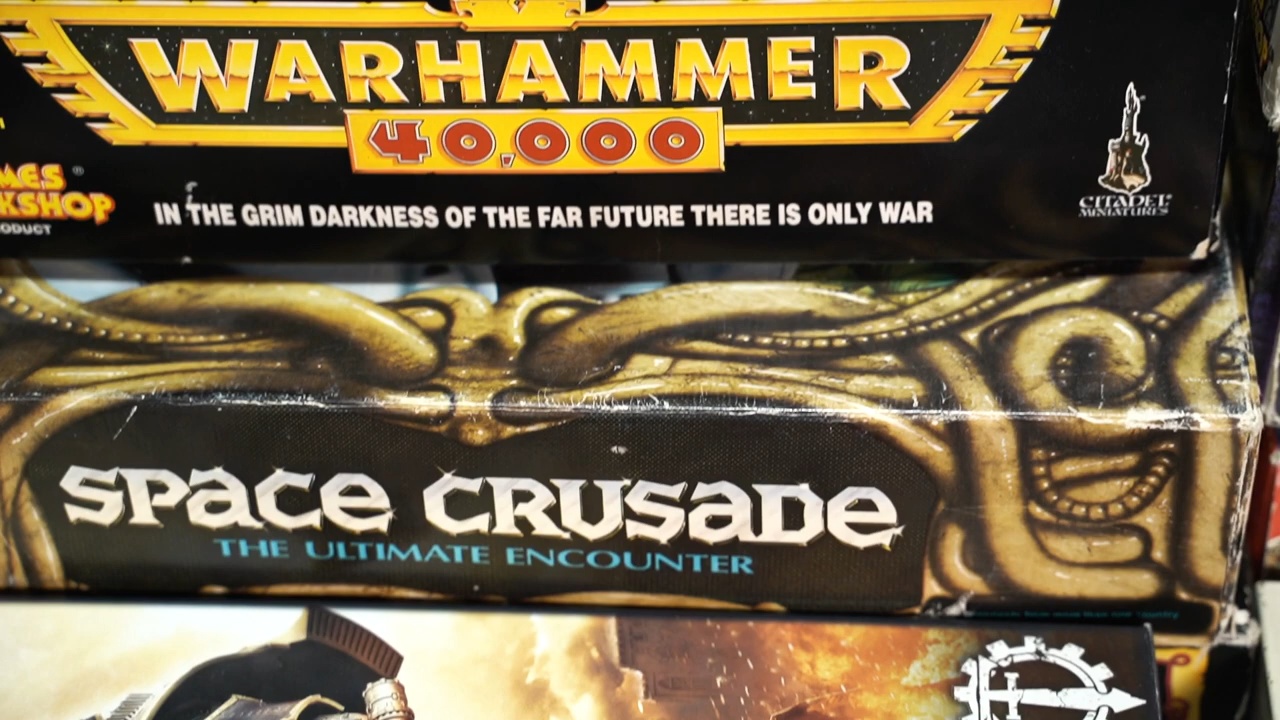 WARHAMMER
40,000
MES
KSHOP
ODUCT
IN THE GRIM DARKNESS OF THE FAR FUTURE THERE IS ONLY WAR
CITADEL
MINIATURES
SPACE CRUSADE
THE ULTIMATE ENCOUNTER